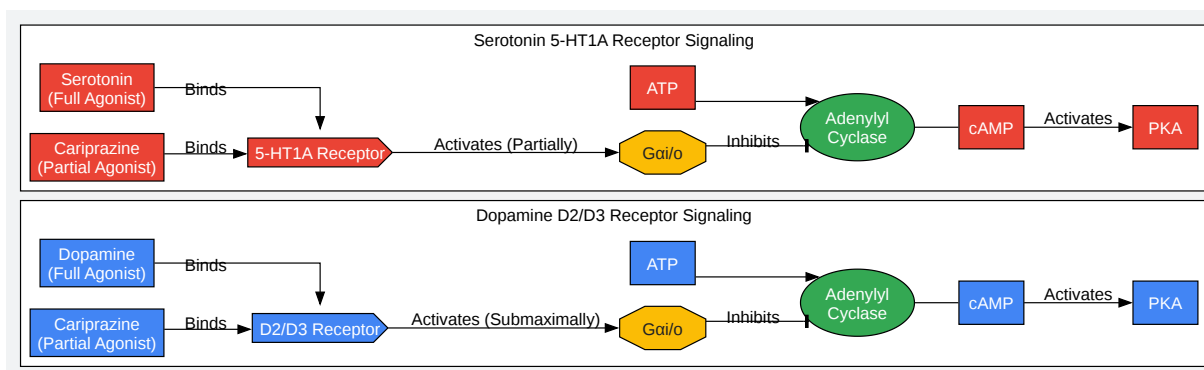 Serotonin 5-HT1A Receptor Signaling
Serotonin
(Full Agonist)
Binds
ATP
Cariprazine
(Partial Agonist)
Binds
5-HT1A Receptor
Activates (Partially)
Gαi/o
Inhibits
Adenylyl
Cyclase
cAMP
Activates
PKA
Dopamine D2/D3 Receptor Signaling
Dopamine
(Full Agonist)
Binds
ATP
Cariprazine
(Partial Agonist)
Binds
D2/D3 Receptor
Activates (Submaximally)
Gαi/o
Inhibits
Adenylyl
Cyclase
cAMP
Activates
PKA